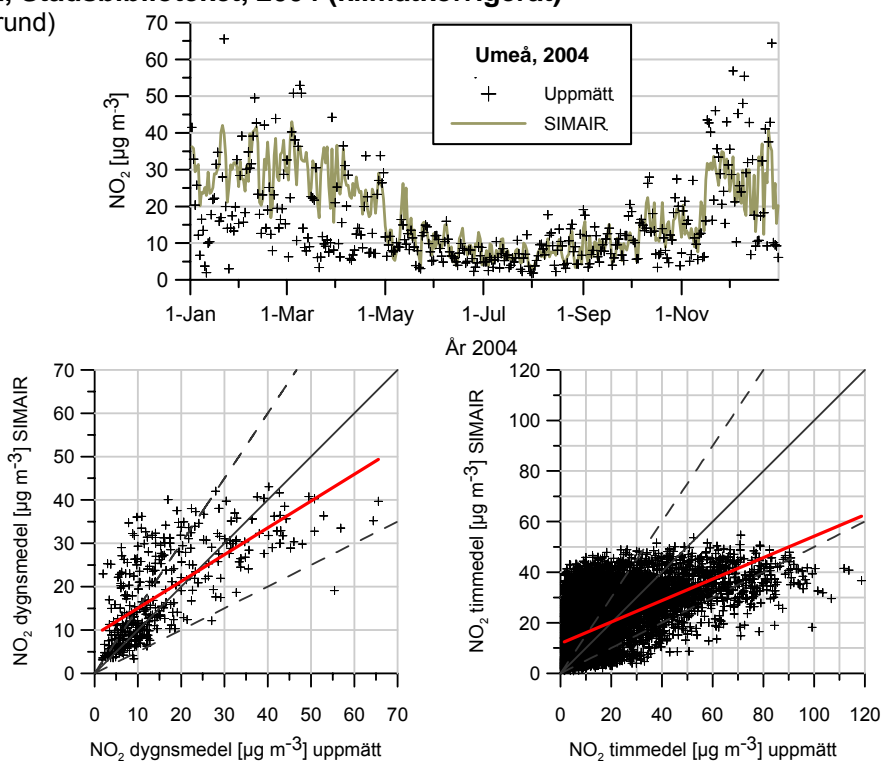 Stadsbiblioteket, 2004 (klimatkorrigerat)
rund)
70
60
50
40
30
20
10
0
NO2 [µg m-3]
Umeå, 2004
Uppmätt
SIMAIR
1-Jan 1-Mar 1-May 1-Jul 1-Sep 1-Nov
År 2004
70
60
50
40
30
20
10
0
NO2 dygnsmedel [µg m-3] SIMAIR
0 10 20 30 40 50 60 70
NO2 dygnsmedel [µg m-3] uppmätt
120
100
80
60
40
20
0
NO2 timmedel [µg m-3] SIMAIR
0 20 40 60 80 100 120
NO2 timmedel [µg m-3] uppmätt